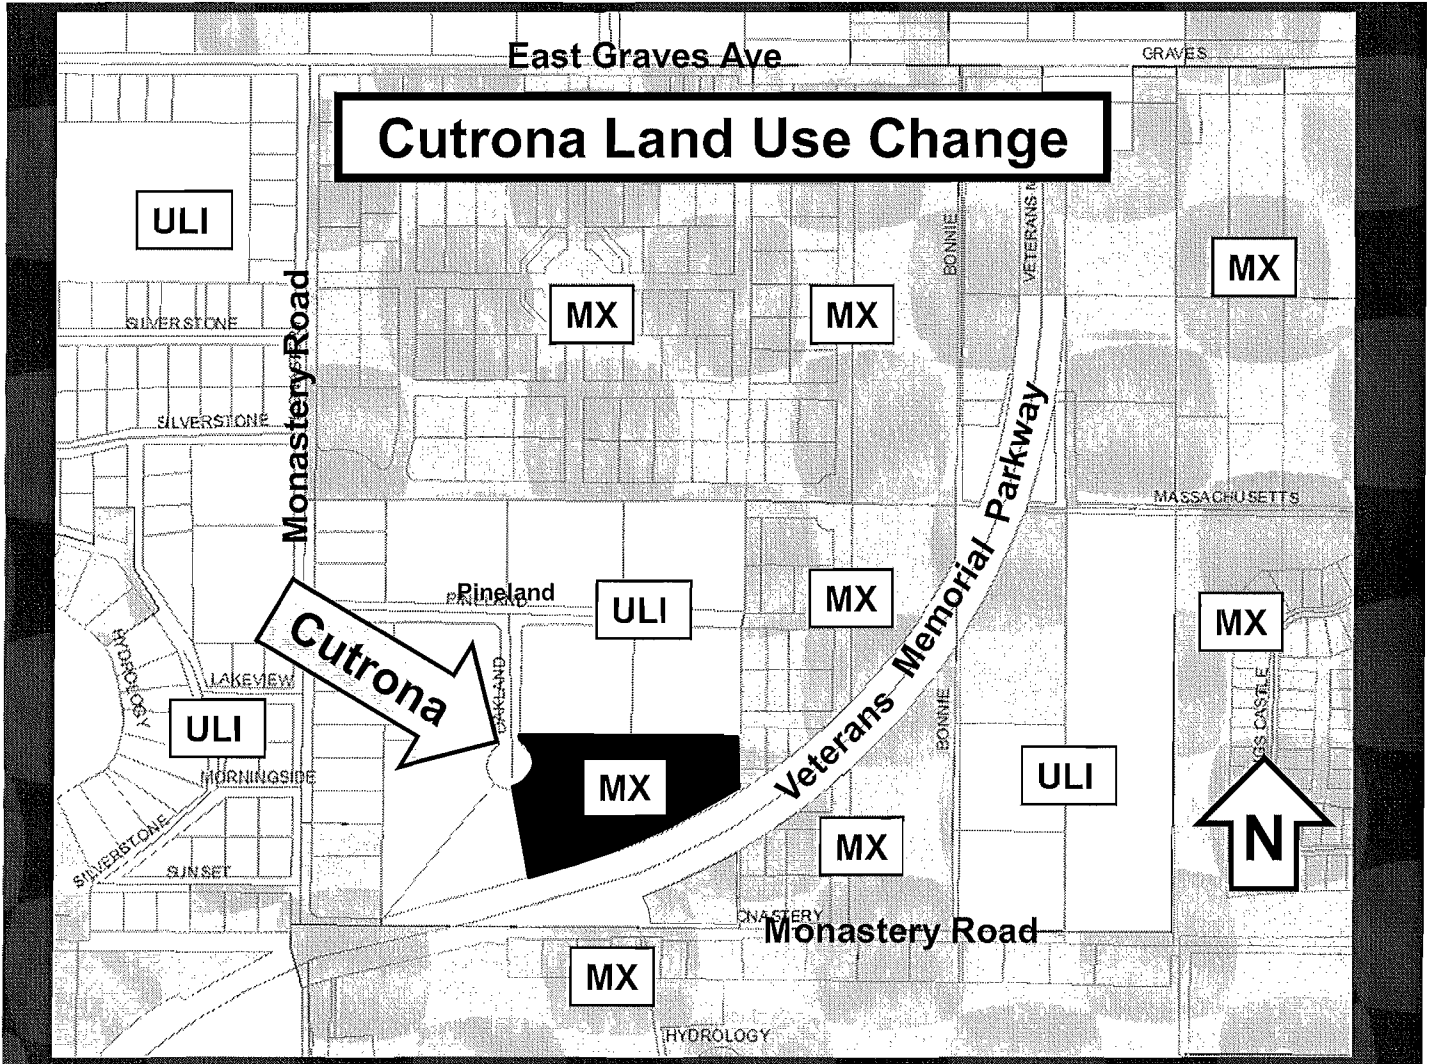 East Graves Ave
GRAVES
Cutrona Land Use Change
ULI
BONNIE
MX
MX
MX
SILVERSTONE
Monastery Road
SILVERSTONE
MASSACHUSETTS
Pineland
PINELAND
ULI
MX
MX
Cutrona
Veterans Memorial Parkway
HYDROLOGY
LAKEVIEW
OAKLAND
BONNIE
ULI
MORNINGSIDE
MX
ULI
N
SILVERSTONE
SUNSET
MX
Monastery Road
MX
HYDROLOGY